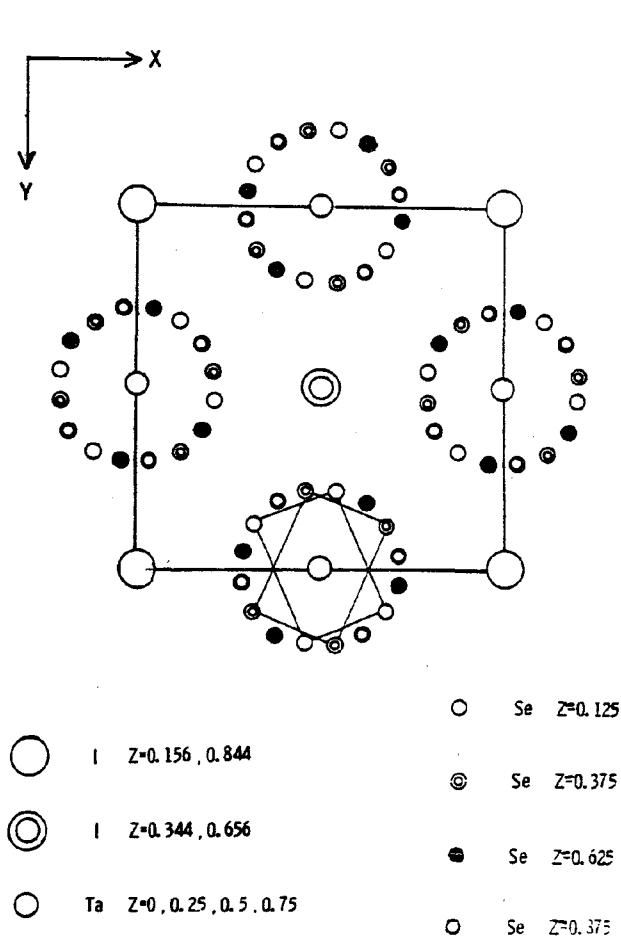 X
Y
Se Z=0.125
I Z=0.156, 0.844
Se Z=0.375
I Z=0.344, 0.656
Se Z=0.625
Ta Z=0, 0.25, 0.5, 0.75
Se Z=0.375